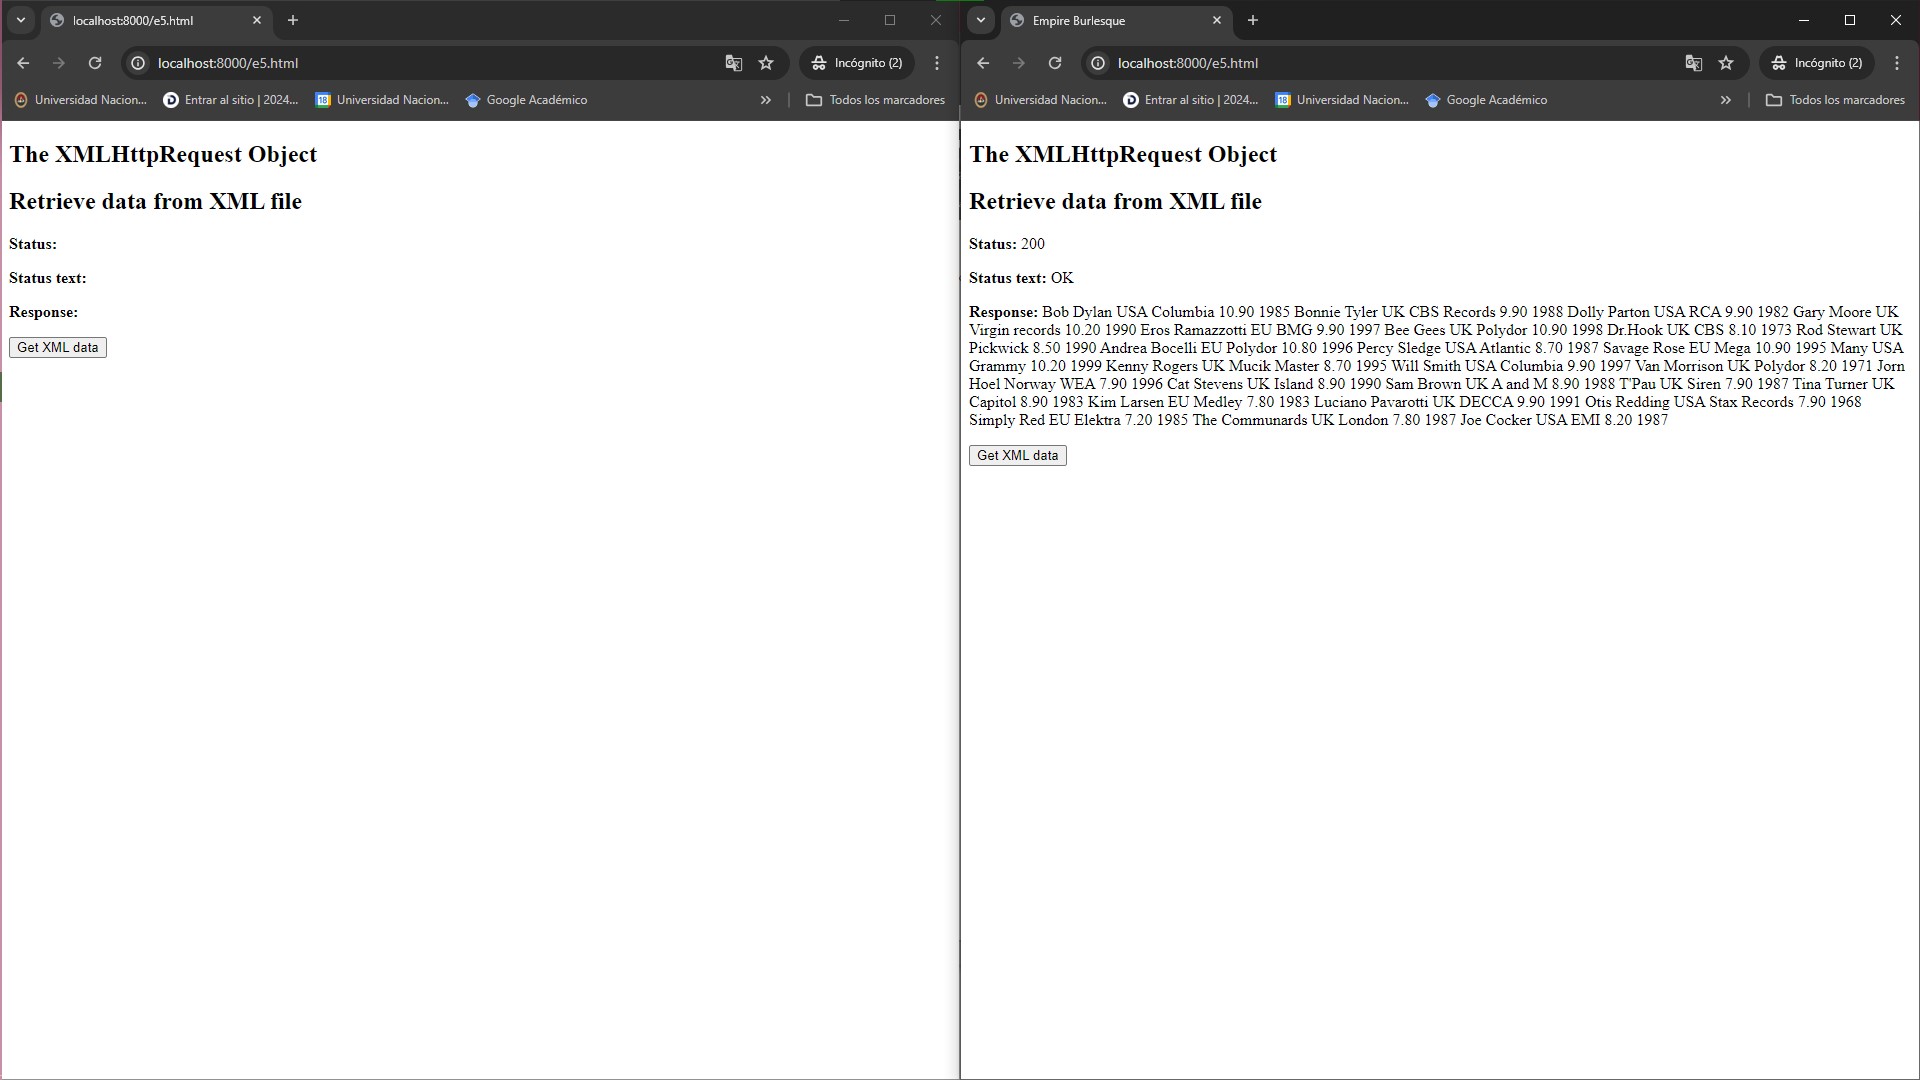 localhost:8000/e5.html
localhost:8000/e5.html
Incógnito (2)
Universidad Nacion...
Entrar al sitio | 2024...
18
Universidad Nacion...
Google Académico
Todos los marcadores
The XMLHttpRequest Object
Retrieve data from XML file
Status:
Status text:
Response:
Get XML data
Empire Burlesque
localhost:8000/e5.html
Incógnito (2)
Universidad Nacion...
Entrar al sitio | 2024...
18
Universidad Nacion...
Google Académico
Todos los marcadores
The XMLHttpRequest Object
Retrieve data from XML file
Status: 200
Status text: OK
Response: Bob Dylan USA Columbia 10.90 1985 Bonnie Tyler UK CBS Records 9.90 1988 Dolly Parton USA RCA 9.90 1982 Gary Moore UK
Virgin records 10.20 1990 Eros Ramazzotti EU BMG 9.90 1997 Bee Gees UK Polydor 10.90 1998 Dr.Hook UK CBS 8.10 1973 Rod Stewart UK
Pickwick 8.50 1990 Andrea Bocelli EU Polydor 10.80 1996 Percy Sledge USA Atlantic 8.70 1987 Savage Rose EU Mega 10.90 1995 Many USA
Grammy 10.20 1999 Kenny Rogers UK Mucik Master 8.70 1995 Will Smith USA Columbia 9.90 1997 Van Morrison UK Polydor 8.20 1971 Jorn
Hoel Norway WEA 7.90 1996 Cat Stevens UK Island 8.90 1990 Sam Brown UK A and M 8.90 1988 T'Pau UK Siren 7.90 1987 Tina Turner UK
Capitol 8.90 1983 Kim Larsen EU Medley 7.80 1983 Luciano Pavarotti UK DECCA 9.90 1991 Otis Redding USA Stax Records 7.90 1968
Simply Red EU Elektra 7.20 1985 The Communards UK London 7.80 1987 Joe Cocker USA EMI 8.20 1987
Get XML data